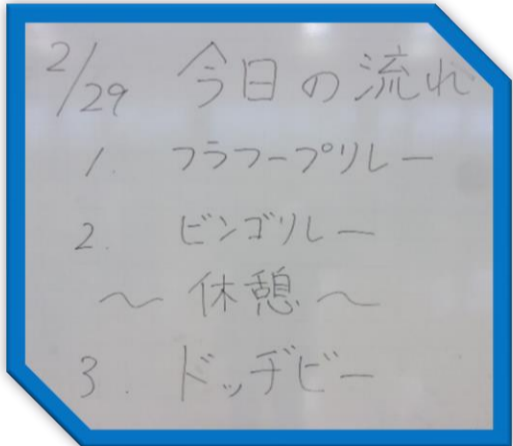 2/29 今日の流れ
1. フラフープリレー
2. ビンゴリレー
〜 休憩 〜
3. ドッヂビー